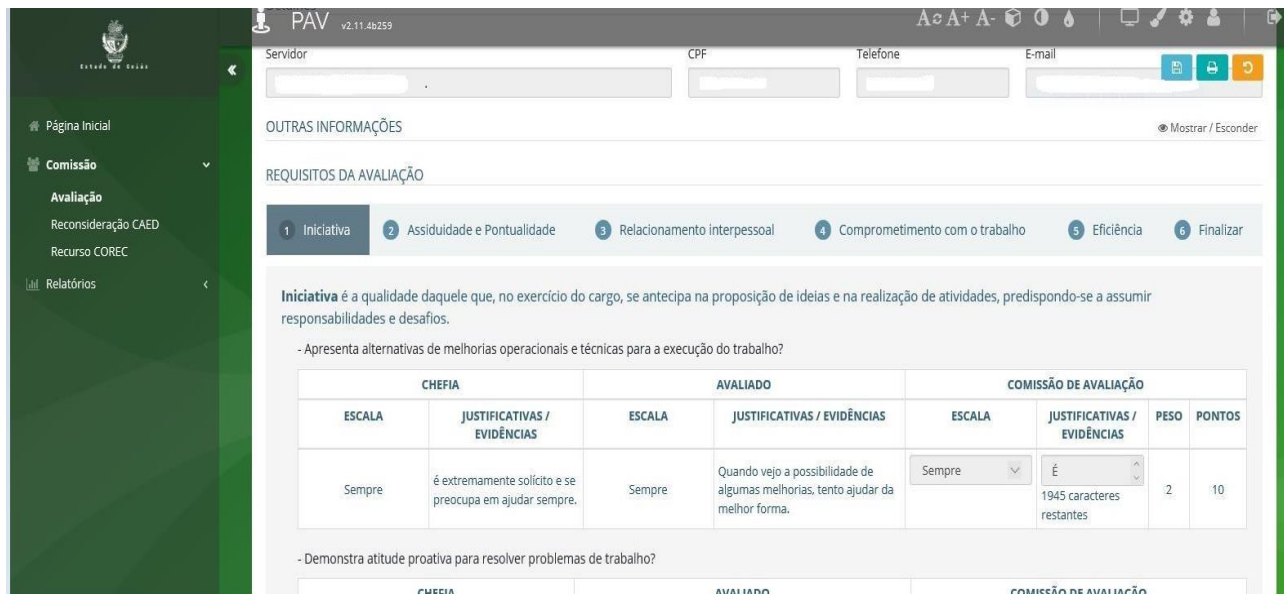 Estado de Goiás
PAV v2.11.4b259
A A+ A-
«
Página Inicial
Comissão
Avaliação
Reconsideração CAED
Recurso COREC
Relatórios
Servidor CPF Telefone E-mail
OUTRAS INFORMAÇÕES Mostrar / Esconder
REQUISITOS DA AVALIAÇÃO
1 Iniciativa 2 Assiduidade e Pontualidade 3 Relacionamento interpessoal 4 Comprometimento com o trabalho 5 Eficiência 6 Finalizar
Iniciativa é a qualidade daquele que, no exercício do cargo, se antecipa na proposição de ideias e na realização de atividades, predispondo-se a assumir
responsabilidades e desafios.
- Apresenta alternativas de melhorias operacionais e técnicas para a execução do trabalho?
CHEFIA AVALIADO COMISSÃO DE AVALIAÇÃO
ESCALA JUSTIFICATIVAS / EVIDÊNCIAS ESCALA JUSTIFICATIVAS / EVIDÊNCIAS ESCALA JUSTIFICATIVAS / EVIDÊNCIAS PESO PONTOS
Sempre
é extremamente solícito e se
preocupa em ajudar sempre.
Sempre
Quando vejo a possibilidade de
algumas melhorias, tento ajudar da
melhor forma.
Sempre
É
1945 caracteres
restantes
2
10
- Demonstra atitude proativa para resolver problemas de trabalho?
CHEFIA AVALIADO COMISSÃO DE AVALIAÇÃO